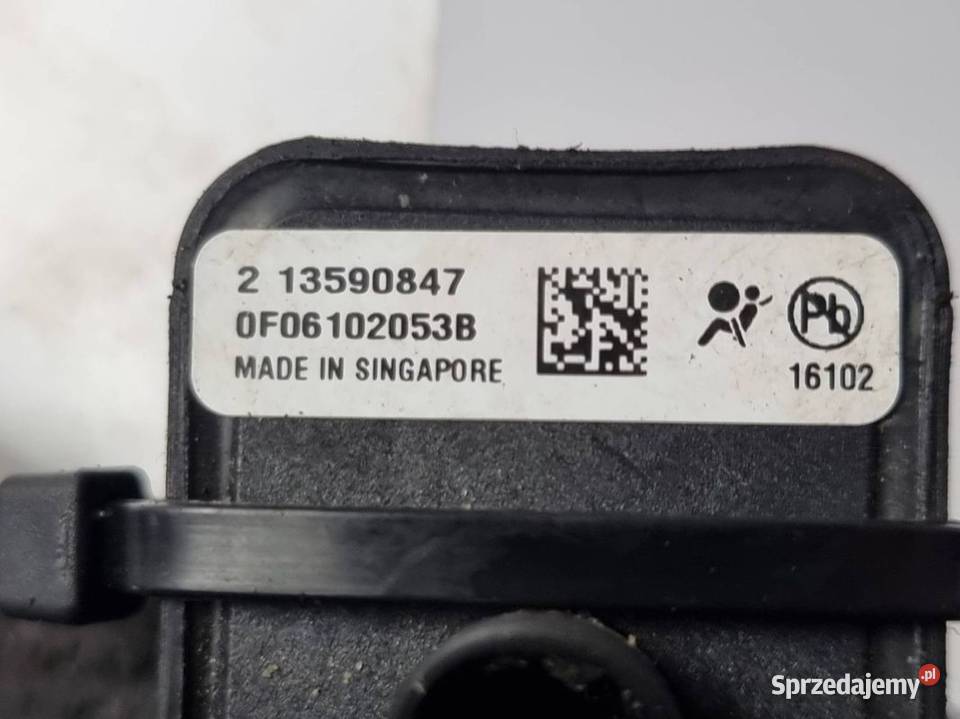 2 13590847
0F06102053B
MADE IN SINGAPORE
Pb
16102
Sprzedajemy.pl